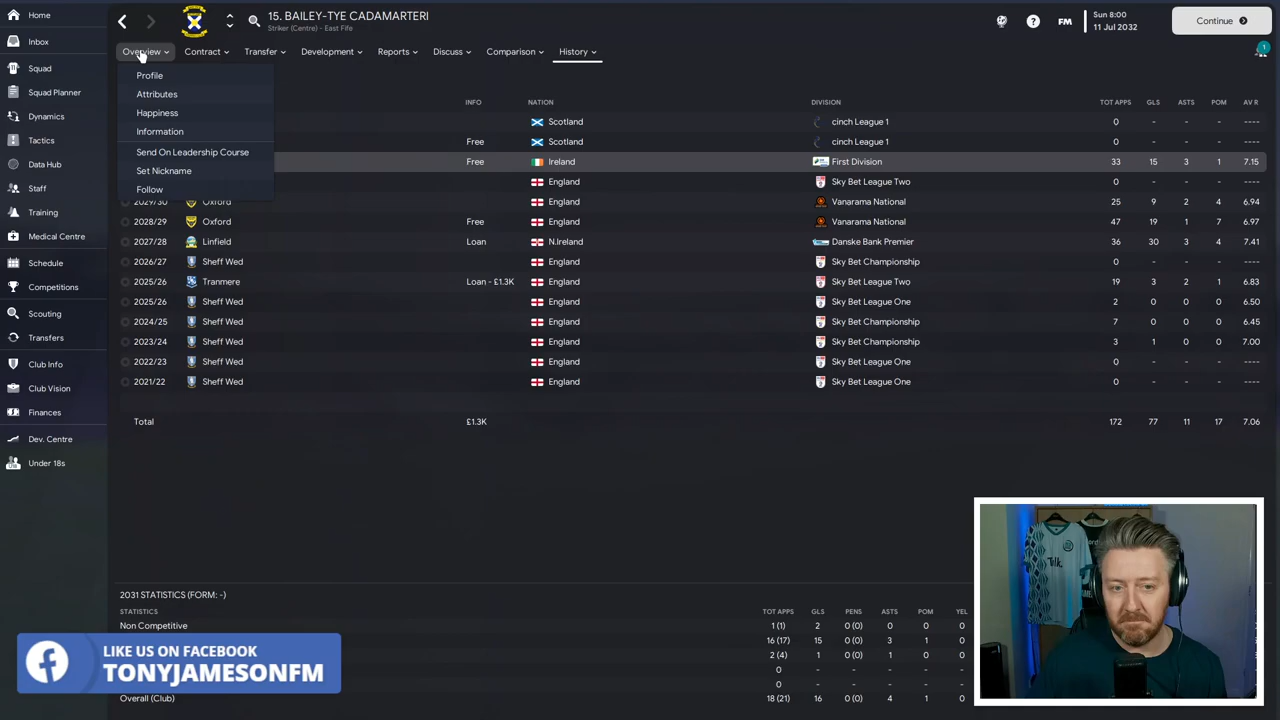 Home
Inbox
Squad
Squad Planner
Dynamics
Tactics
Data Hub
Staff
Training
Medical Centre
Schedule
Competitions
Scouting
Transfers
Club Info
Club Vision
Finances
Dev. Centre
Under 18s
15. BAILEY-TYE CADAMARTERI
Striker (Centre) - East Fife
FM
Sun 8:00
11 Jul 2032
Continue
Overview Contract Transfer Development Reports Discuss Comparison History
1
Profile
Attributes
Happiness
Information
Send On Leadership Course
Set Nickname
Follow
INFO NATION DIVISION TOT APPS GLS ASTS POM AV R
Scotland cinch League 1 0 - - - ----
Free Scotland cinch League 1 0 - - - ----
Free Ireland First Division 33 15 3 1 7.15
England Sky Bet League Two 0 - - - ----
2029/30 Oxford England Vanarama National 25 9 2 4 6.94
2028/29 Oxford Free England Vanarama National 47 19 1 7 6.97
2027/28 Linfield Loan N.Ireland Danske Bank Premier 36 30 3 4 7.41
2026/27 Sheff Wed England Sky Bet Championship 0 - - - ----
2025/26 Tranmere Loan - £1.3K England Sky Bet League Two 19 3 2 1 6.83
2025/26 Sheff Wed England Sky Bet League One 2 0 0 0 6.50
2024/25 Sheff Wed England Sky Bet Championship 7 0 0 0 6.45
2023/24 Sheff Wed England Sky Bet Championship 3 1 0 0 7.00
2022/23 Sheff Wed England Sky Bet League One 0 - - - ----
2021/22 Sheff Wed England Sky Bet League One 0 - - - ----
Total £1.3K 172 77 11 17 7.06
2031 STATISTICS (FORM: -)
STATISTICS TOT APPS GLS PENS ASTS POM YEL
Non Competitive 1 (1) 2 0 (0) 0 0 0
16 (17) 15 0 (0) 3 1 0
2 (4) 1 0 (0) 1 0 0
0 - - - - -
0 - - - - -
Overall (Club) 18 (21) 16 0 (0) 4 1 0
LIKE US ON FACEBOOK
TONYJAMESONFM